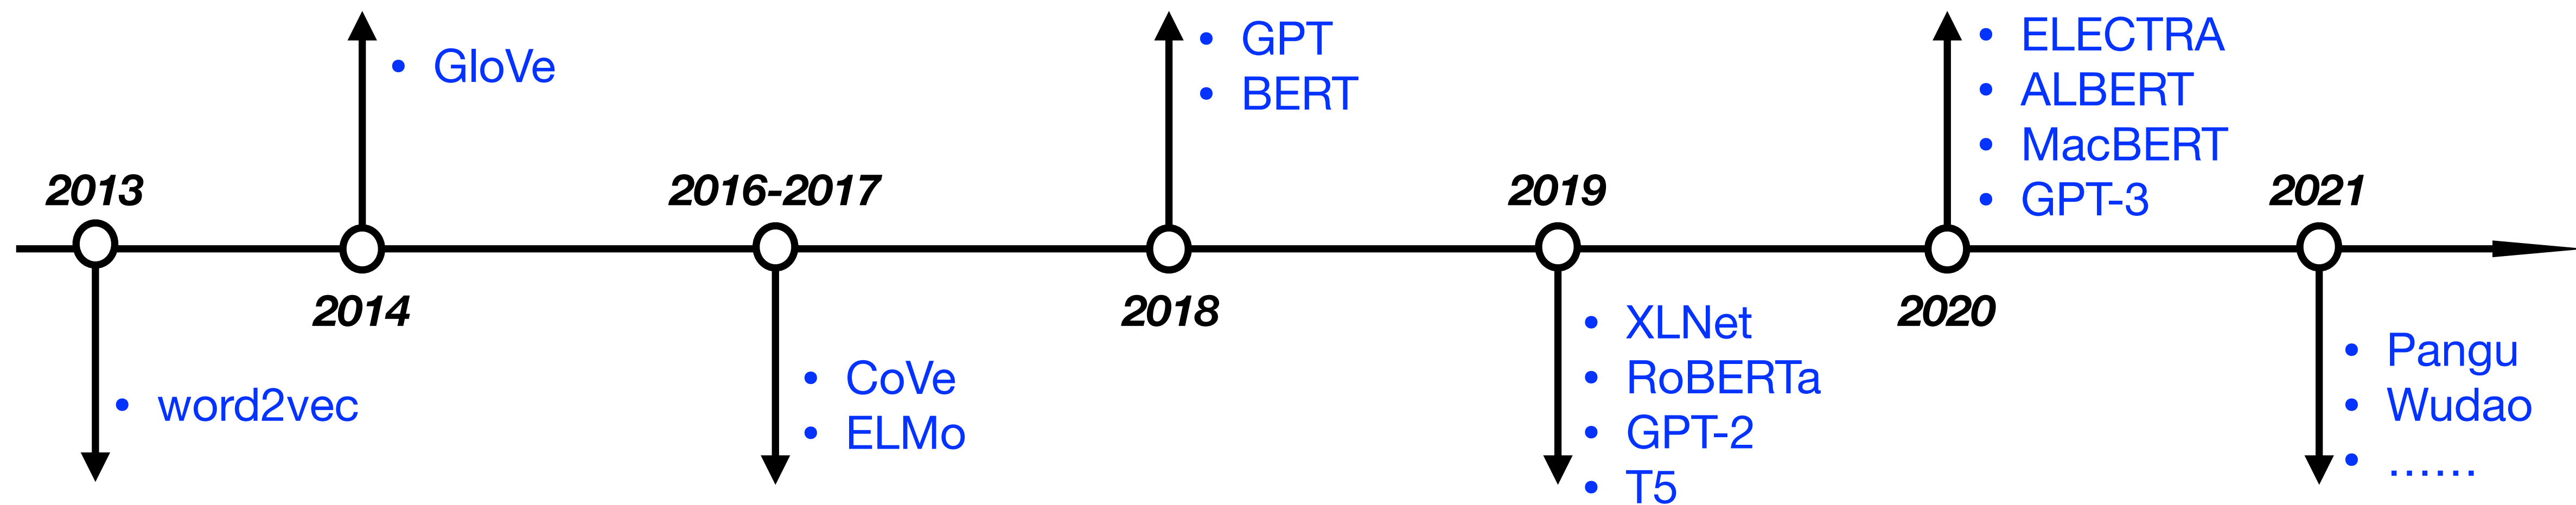 2013
• word2vec
2014
• GloVe
2016-2017
• CoVe
• ELMo
2018
• GPT
• BERT
2019
• XLNet
• RoBERTa
• GPT-2
• T5
2020
• ELECTRA
• ALBERT
• MacBERT
• GPT-3
2021
• Pangu
• Wudao
• ......